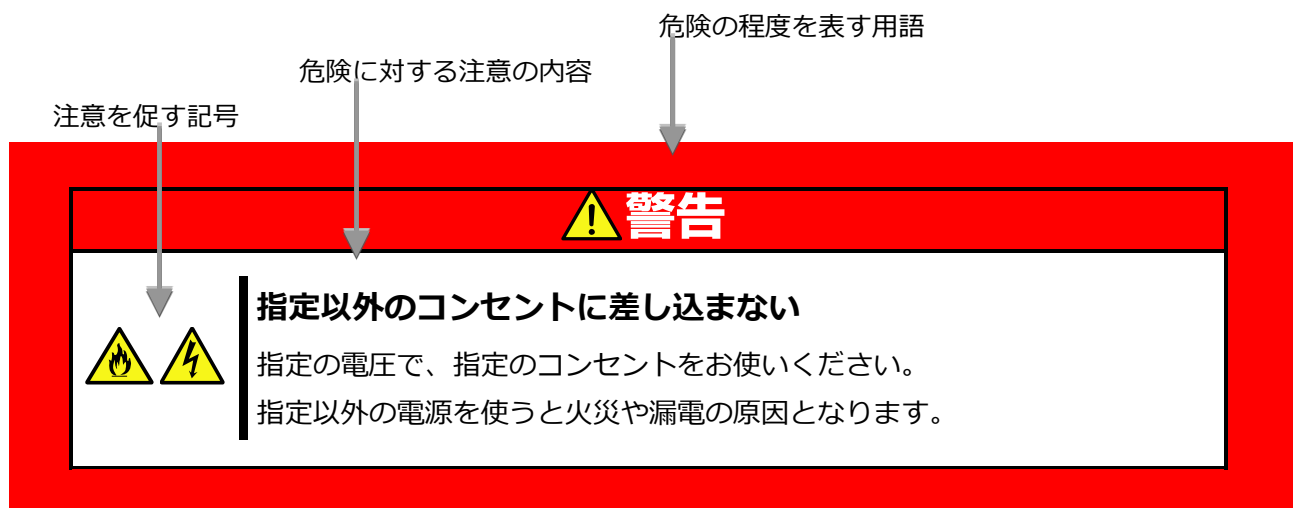 危険の程度を表す用語
危険に対する注意の内容
注意を促す記号
警告
指定以外のコンセントに差し込まない
指定の電圧で、指定のコンセントをお使いください。
指定以外の電源を使うと火災や漏電の原因となります。